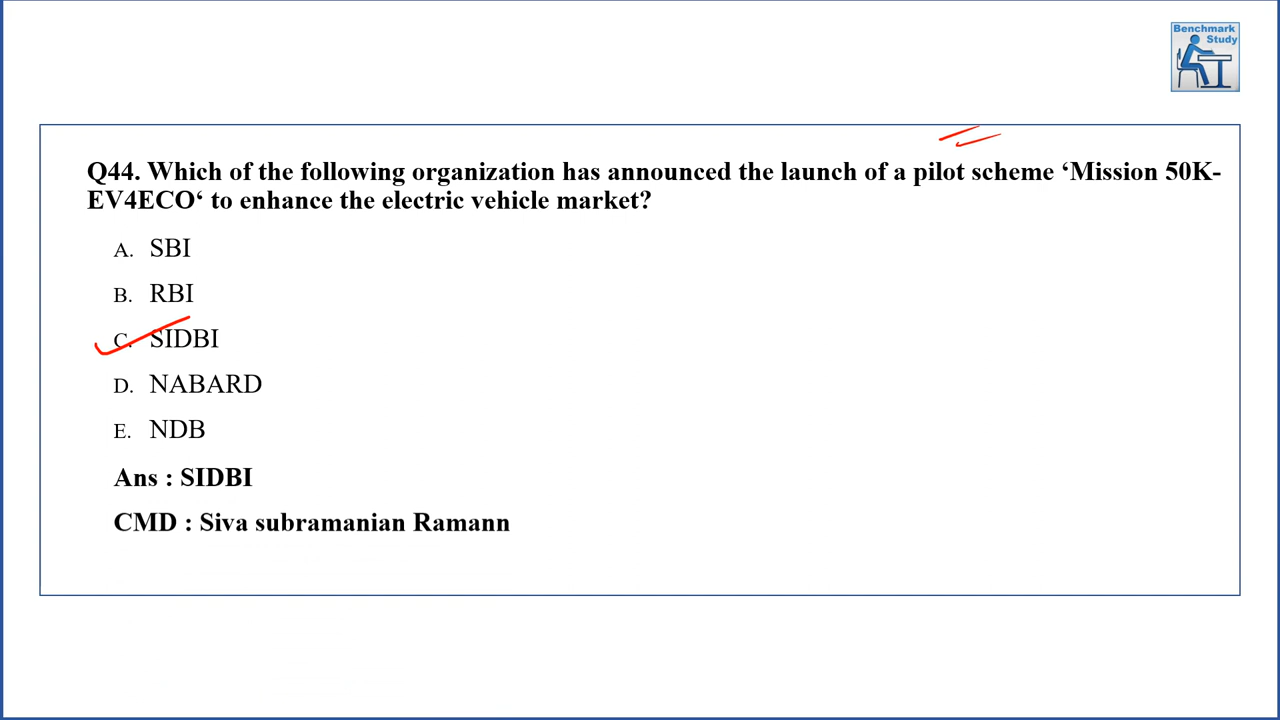 Benchmark
Study
Q44. Which of the following organization has announced the launch of a pilot scheme ‘Mission 50K-
EV4ECO‘ to enhance the electric vehicle market?
A. SBI
B. RBI
C. SIDBI
D. NABARD
E. NDB
Ans : SIDBI
CMD : Siva subramanian Ramann